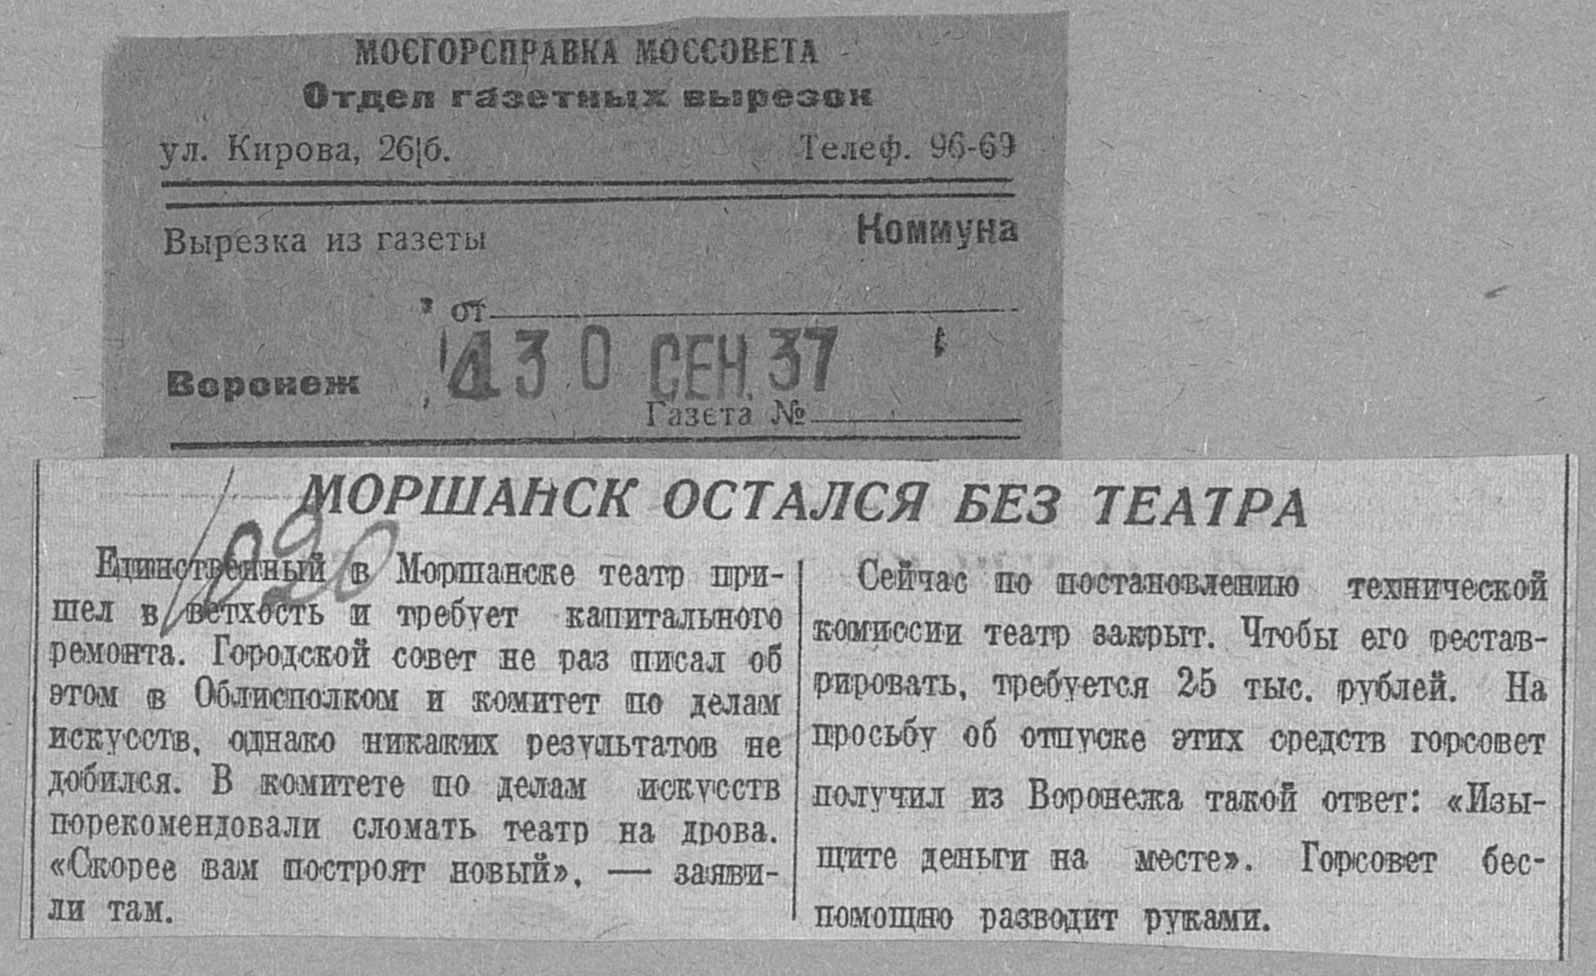 МОСГОРСПРАВКА МОССОВЕТА
Отдел газетных вырезок
ул. Кирова, 26|б.
Телеф. 96-69
Вырезка из газеты
Коммуна
от
30 СЕН. 37
Воронеж
Газета №
МОРШАНСК ОСТАЛСЯ БЕЗ ТЕАТРА
1020
Единственный в Моршанске театр при-
шел в ветхость и требует капитального
ремонта. Городской совет не раз писал об
этом в Облисполком и комитет по делам
искусств, однако никаких результатов не
добился. В комитете по делам искусств
порекомендовали сломать театр на дрова.
«Скорее вам построят новый», — заяви-
ли там.
Сейчас по постановлению технической
комиссии театр закрыт. Чтобы его рестав-
рировать, требуется 25 тыс. рублей. На
просьбу об отпуске этих средств горсовет
получил из Воронежа такой ответ: «Изы-
щите деньги на месте». Горсовет бес-
помощно разводит руками.